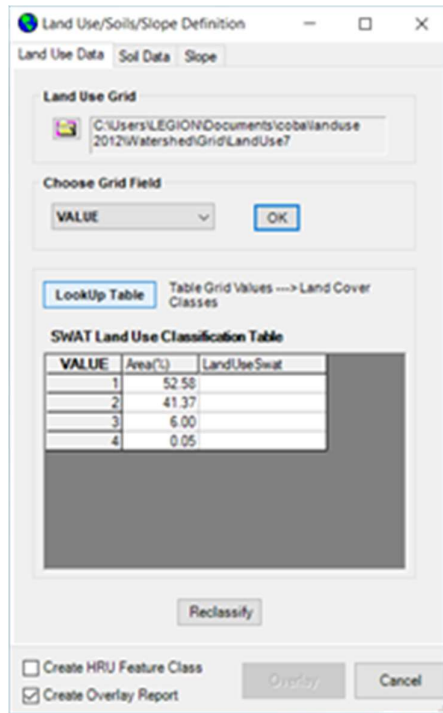 Land Use/Soils/Slope Definition
Land Use Data Soil Data Slope
Land Use Grid
C:\Users\LEGION\Documents\coba\landuse
2012\Watershed\Grid\LandUse7
Choose Grid Field
VALUE OK
LookUp Table Table Grid Values ---> Land Cover
Classes
SWAT Land Use Classification Table
VALUE Area(%) LandUseSwat
1 52.58
2 41.37
3 6.00
4 0.05
Reclassify
Create HRU Feature Class
Create Overlay Report
Overlay Cancel